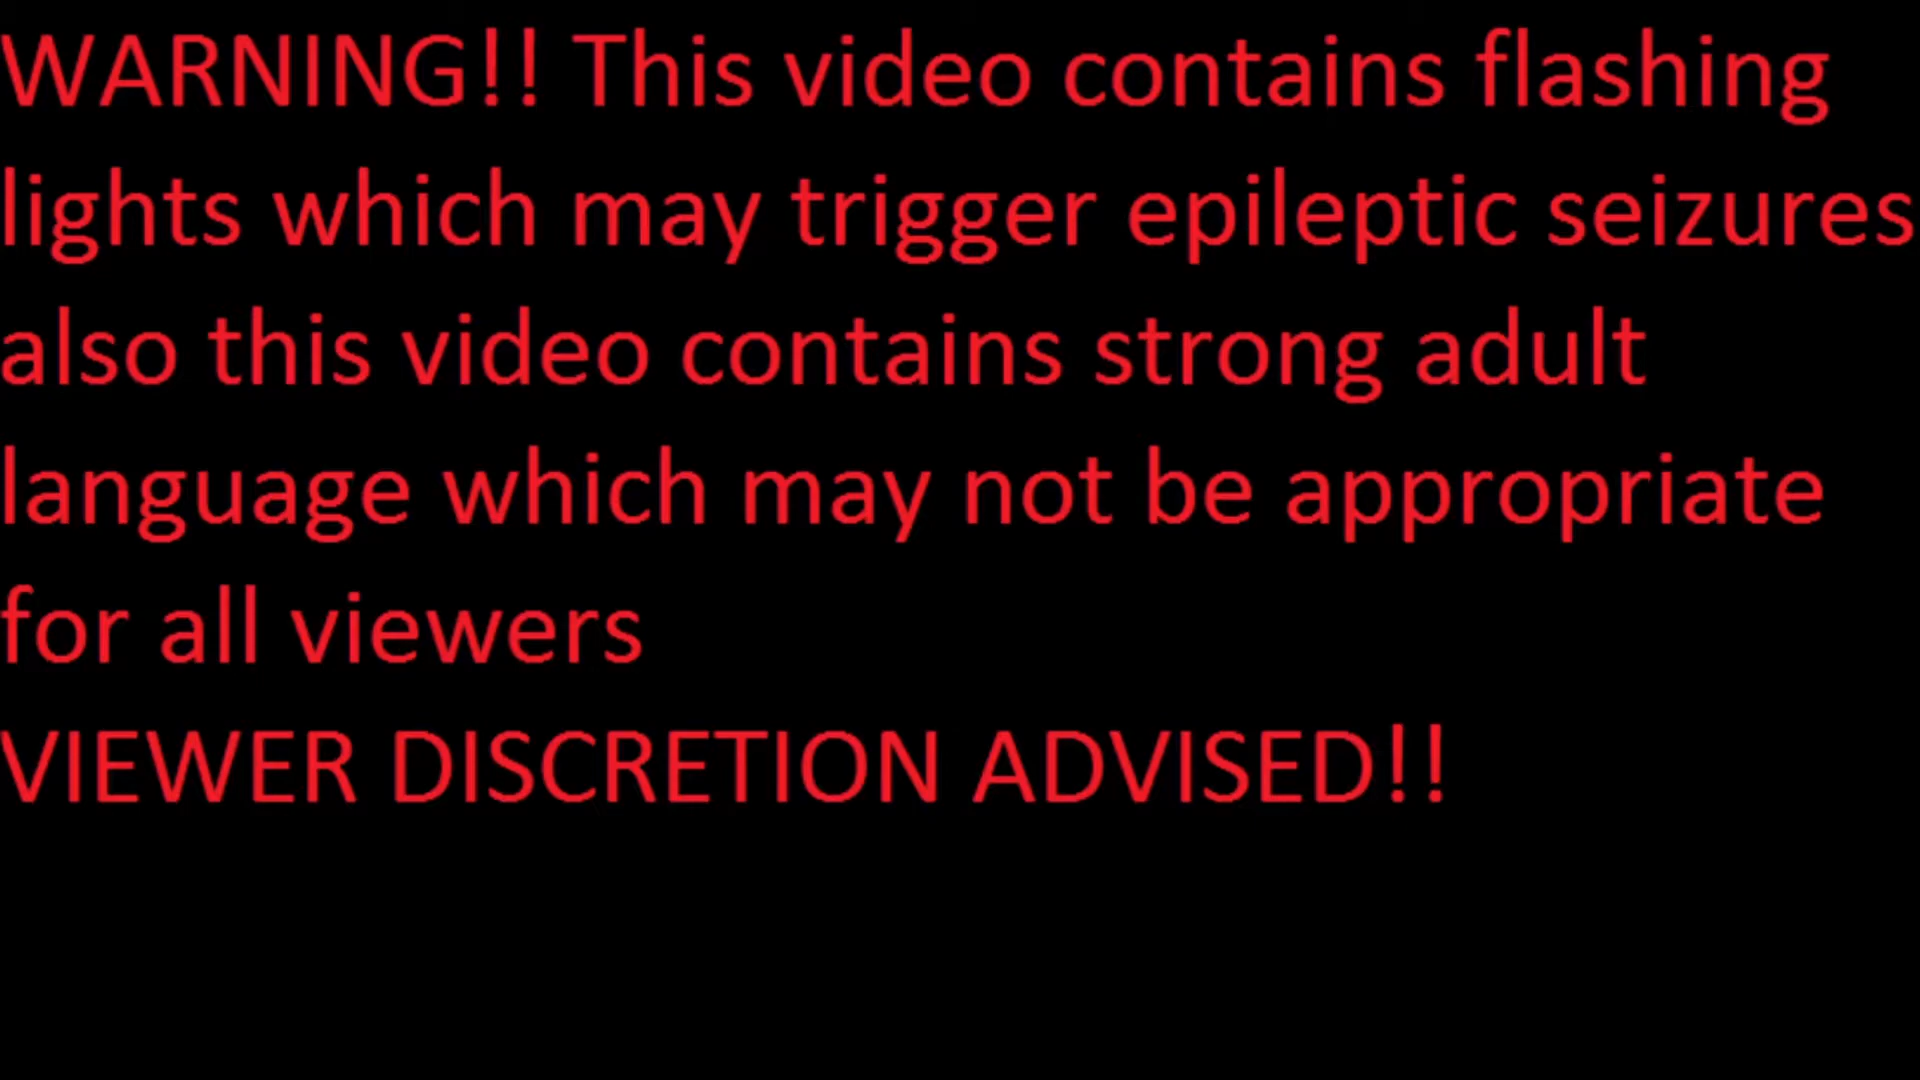 WARNING!! This video contains flashing
lights which may trigger epileptic seizures
also this video contains strong adult
language which may not be appropriate
for all viewers
VIEWER DISCRETION ADVISED!!